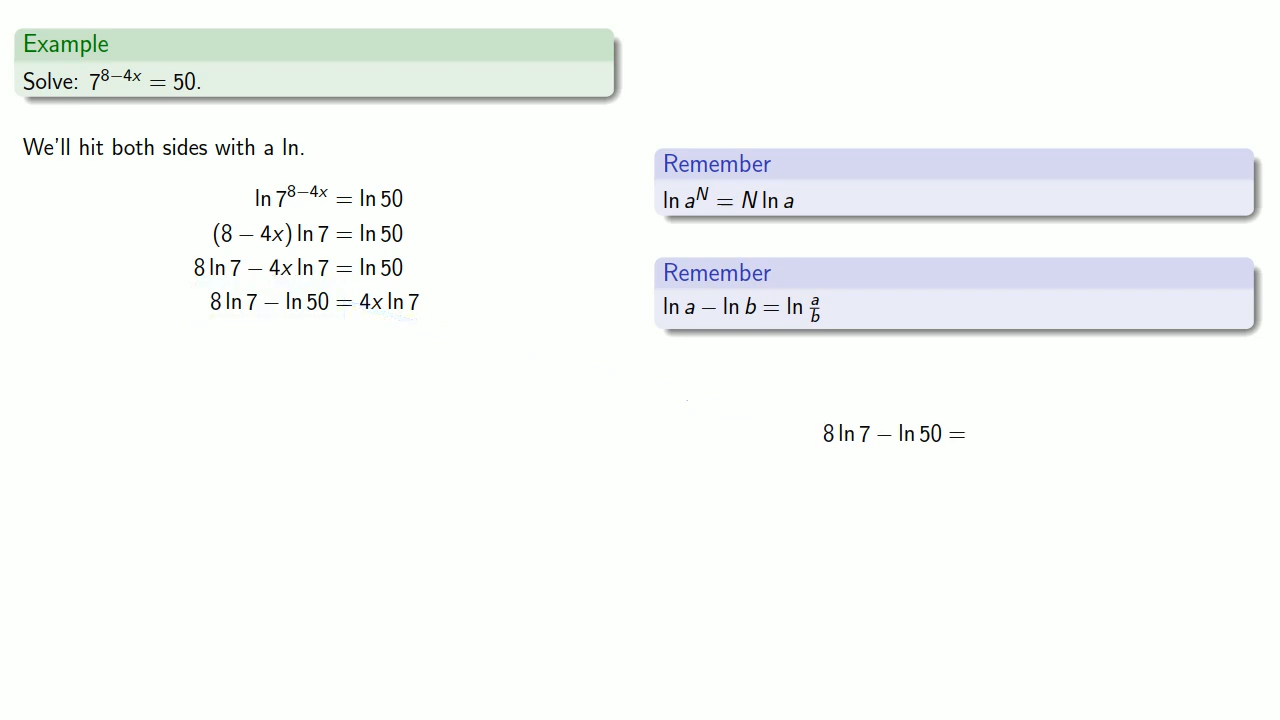 Example
Solve: 7^{8−4x} = 50.
We'll hit both sides with a ln.
ln 7^{8−4x} = ln 50
(8 − 4x) ln 7 = ln 50
8 ln 7 − 4x ln 7 = ln 50
8 ln 7 − ln 50 = 4x ln 7
Remember
ln a^N = N ln a
Remember
ln a − ln b = ln a/b
8 ln 7 − ln 50 =